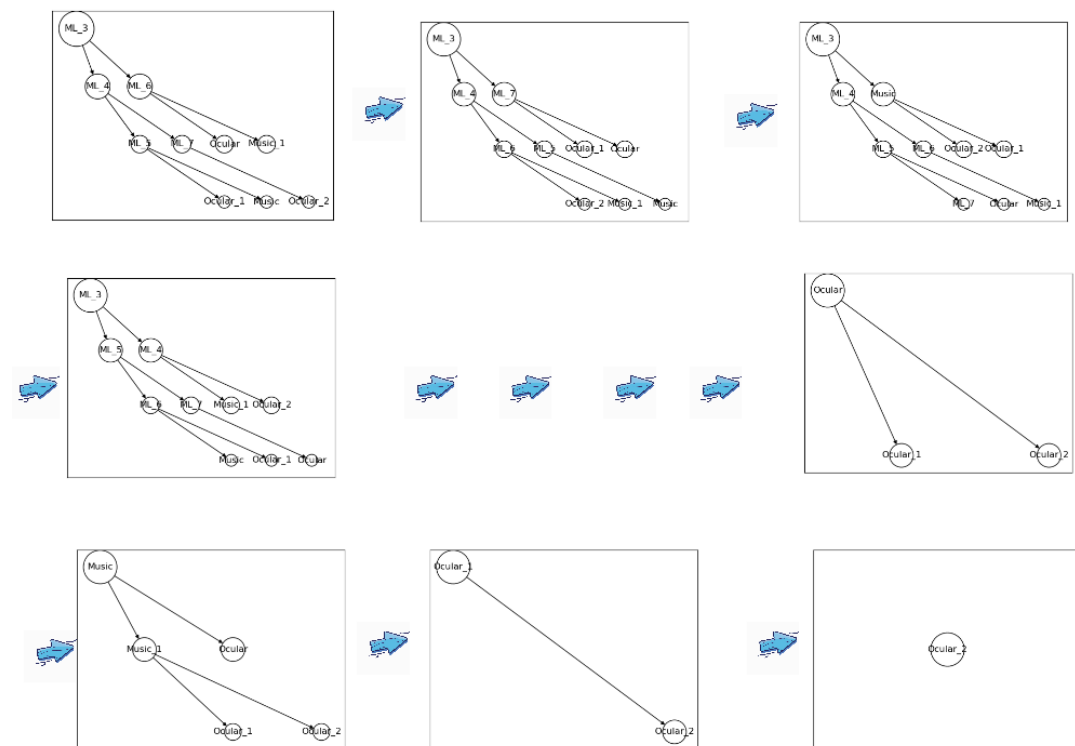 ML_3
ML_4 ML_6
ML_5 ML_7 Ocular Music_1
Ocular_1 Music Ocular_2
ML_3
ML_4 ML_7
ML_6 ML_5 Ocular_1 Ocular
Ocular_2 Music_1 Music
ML_3
ML_4 Music
ML_5 ML_6 Ocular_2 Ocular_1
ML_7 Ocular Music_1
ML_3
ML_5 ML_4
ML_6 ML_7 Music_1 Ocular_2
Music Ocular_1 Ocular
Ocular
Ocular_1 Ocular_2
Music
Music_1 Ocular
Ocular_1 Ocular_2
Ocular_1
Ocular_2
Ocular_2